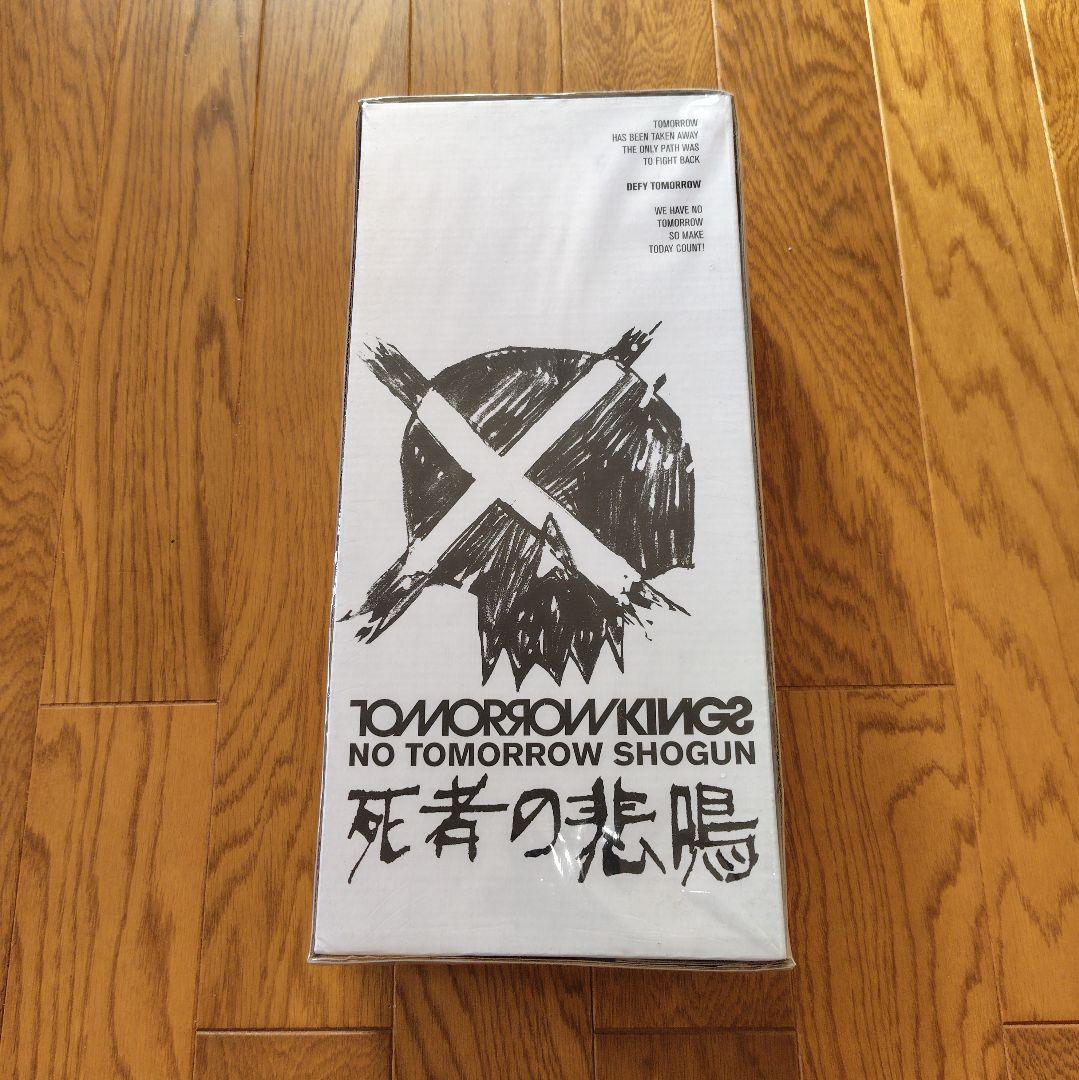 TOMORROW
HAS BEEN TAKEN AWAY
THE ONLY PATH WAS
TO FIGHT BACK
DEFY TOMORROW
WE HAVE NO
TOMORROW
SO MAKE
TODAY COUNT!
TOMORROW KINGS
NO TOMORROW SHOGUN
死者の悲鳴